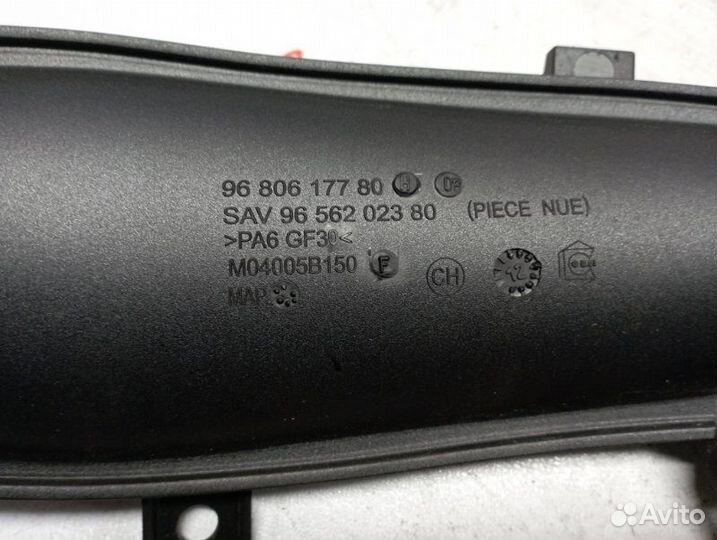 96 806 177 80 H
SAV 96 562 023 80 (PIECE NUE)
>PA6 GF30<
M04005B150 F CH
MAP
Avito